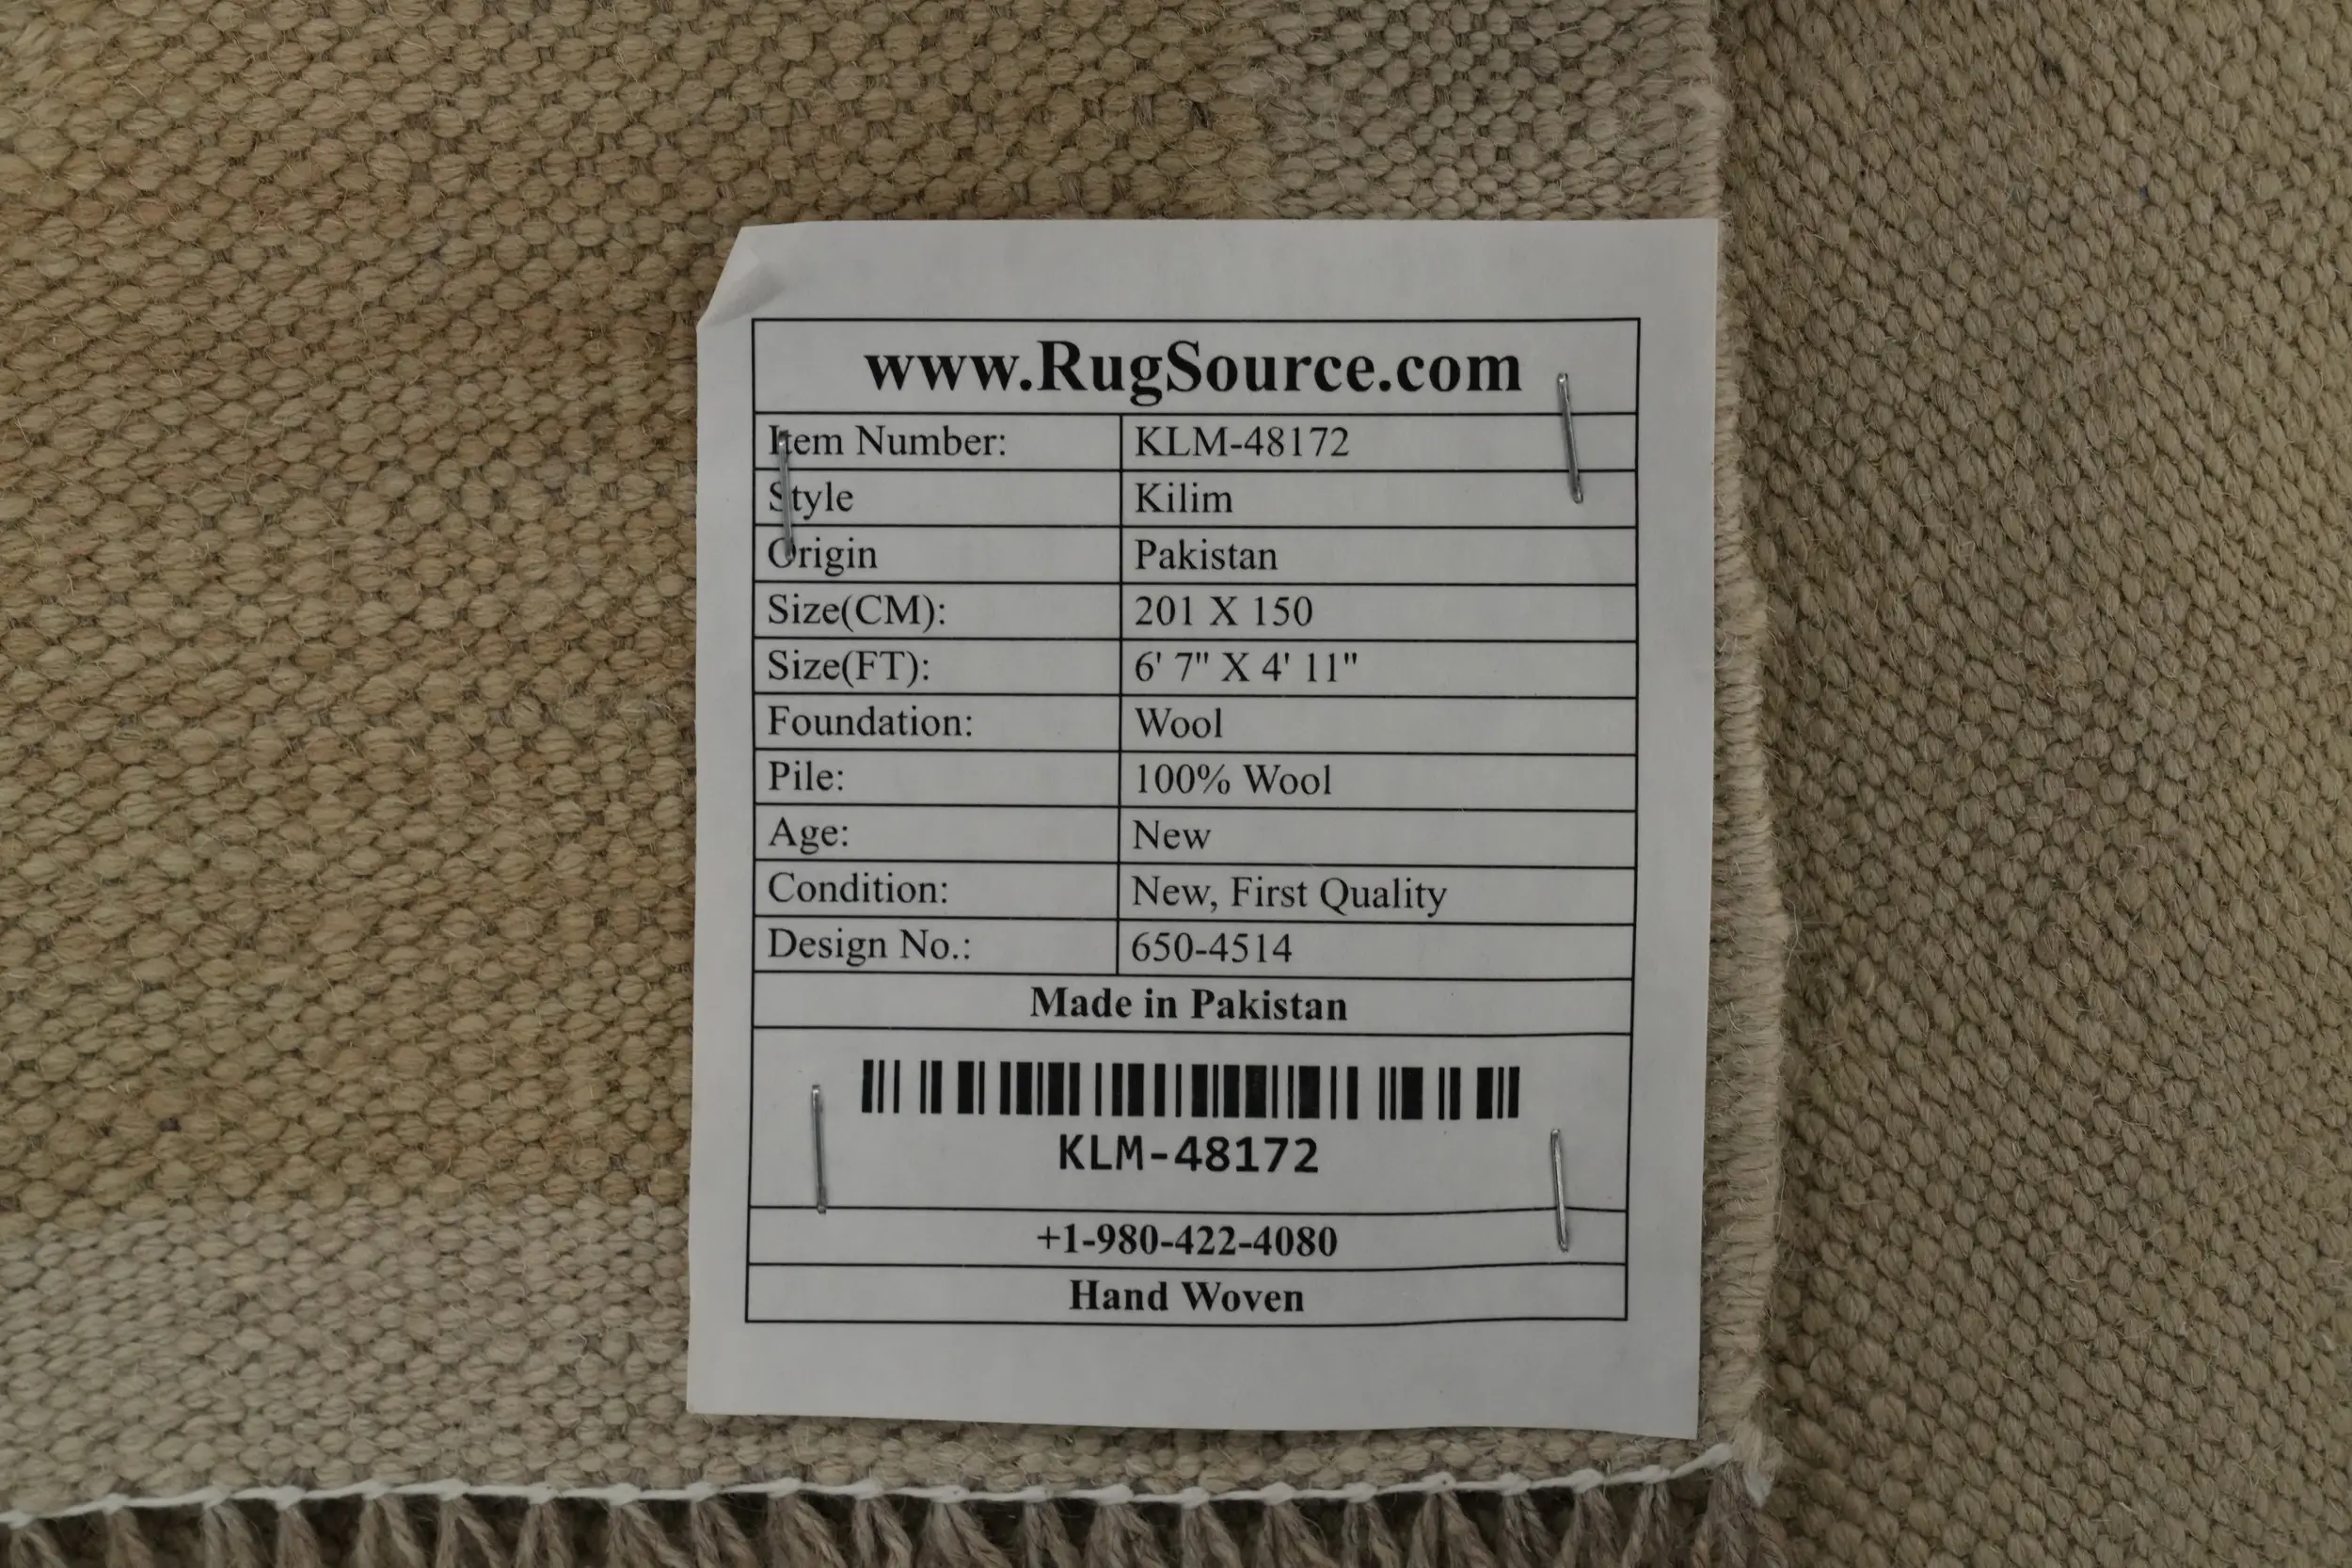 www.RugSource.com
Item Number: KLM-48172
Style Kilim
Origin Pakistan
Size(CM): 201 X 150
Size(FT): 6' 7" X 4' 11"
Foundation: Wool
Pile: 100% Wool
Age: New
Condition: New, First Quality
Design No.: 650-4514
Made in Pakistan
KLM-48172
+1-980-422-4080
Hand Woven